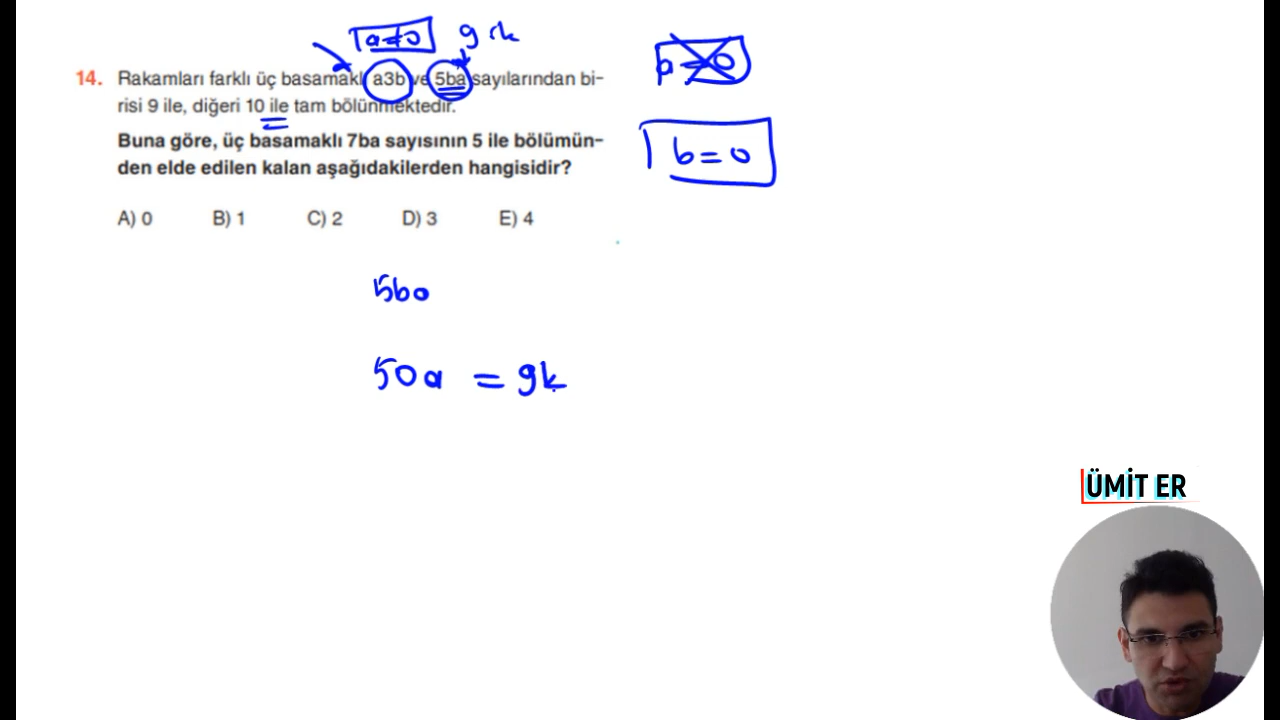 a≠0 9 ık
14. Rakamları farklı üç basamaklı a3b ve 5ba sayılarından bi-
risi 9 ile, diğeri 10 ile tam bölünmektedir.
Buna göre, üç basamaklı 7ba sayısının 5 ile bölümün-
den elde edilen kalan aşağıdakilerden hangisidir?
A) 0 B) 1 C) 2 D) 3 E) 4
b=0
5b0
50a = 9k
ÜMİT ER